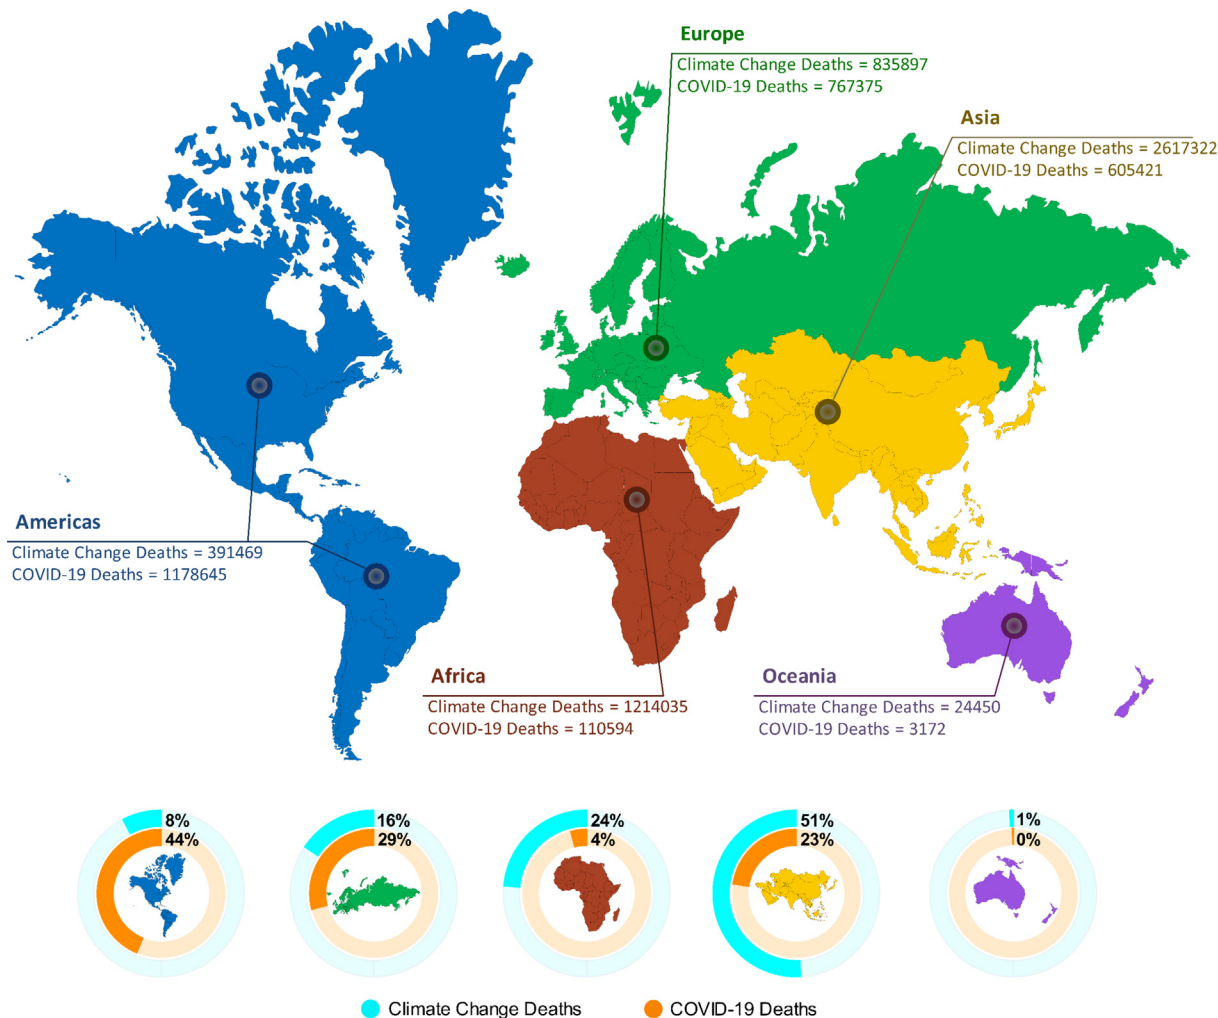 Europe
Climate Change Deaths = 835897
COVID-19 Deaths = 767375
Asia
Climate Change Deaths = 2617322
COVID-19 Deaths = 605421
Americas
Climate Change Deaths = 391469
COVID-19 Deaths = 1178645
Africa
Climate Change Deaths = 1214035
COVID-19 Deaths = 110594
Oceania
Climate Change Deaths = 24450
COVID-19 Deaths = 3172
8%
44%
16%
29%
24%
4%
51%
23%
1%
0%
Climate Change Deaths
COVID-19 Deaths